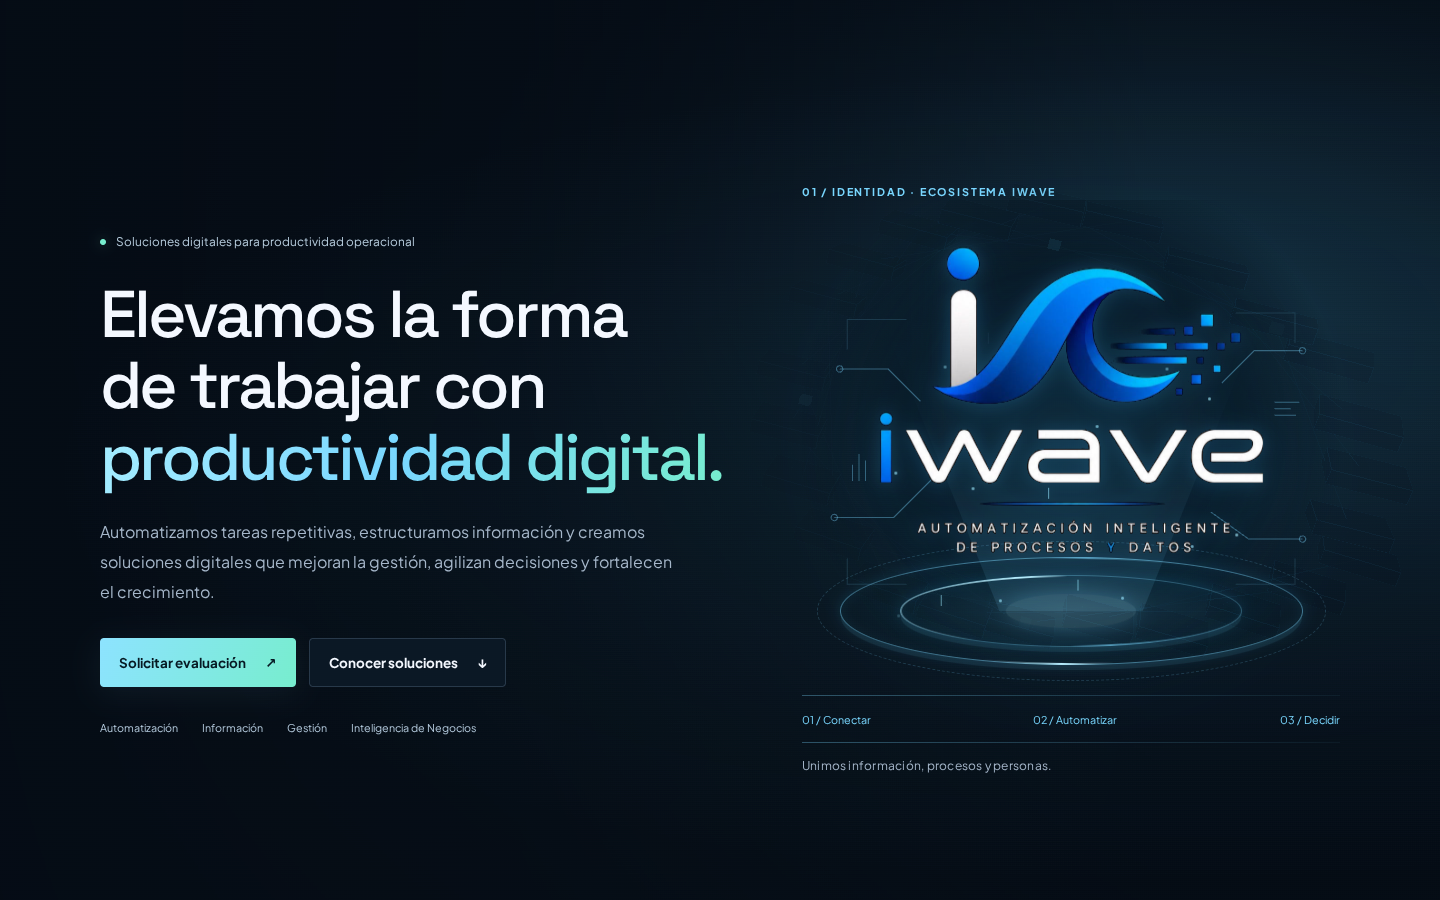 Soluciones digitales para productividad operacional
Elevamos la forma
de trabajar con
productividad digital.
Automatizamos tareas repetitivas, estructuramos información y creamos
soluciones digitales que mejoran la gestión, agilizan decisiones y fortalecen
el crecimiento.
Solicitar evaluación ↗
Conocer soluciones ↓
Automatización Información Gestión Inteligencia de Negocios
01 / IDENTIDAD · ECOSISTEMA IWAVE
iwave
AUTOMATIZACIÓN INTELIGENTE
DE PROCESOS Y DATOS
01 / Conectar 02 / Automatizar 03 / Decidir
Unimos información, procesos y personas.